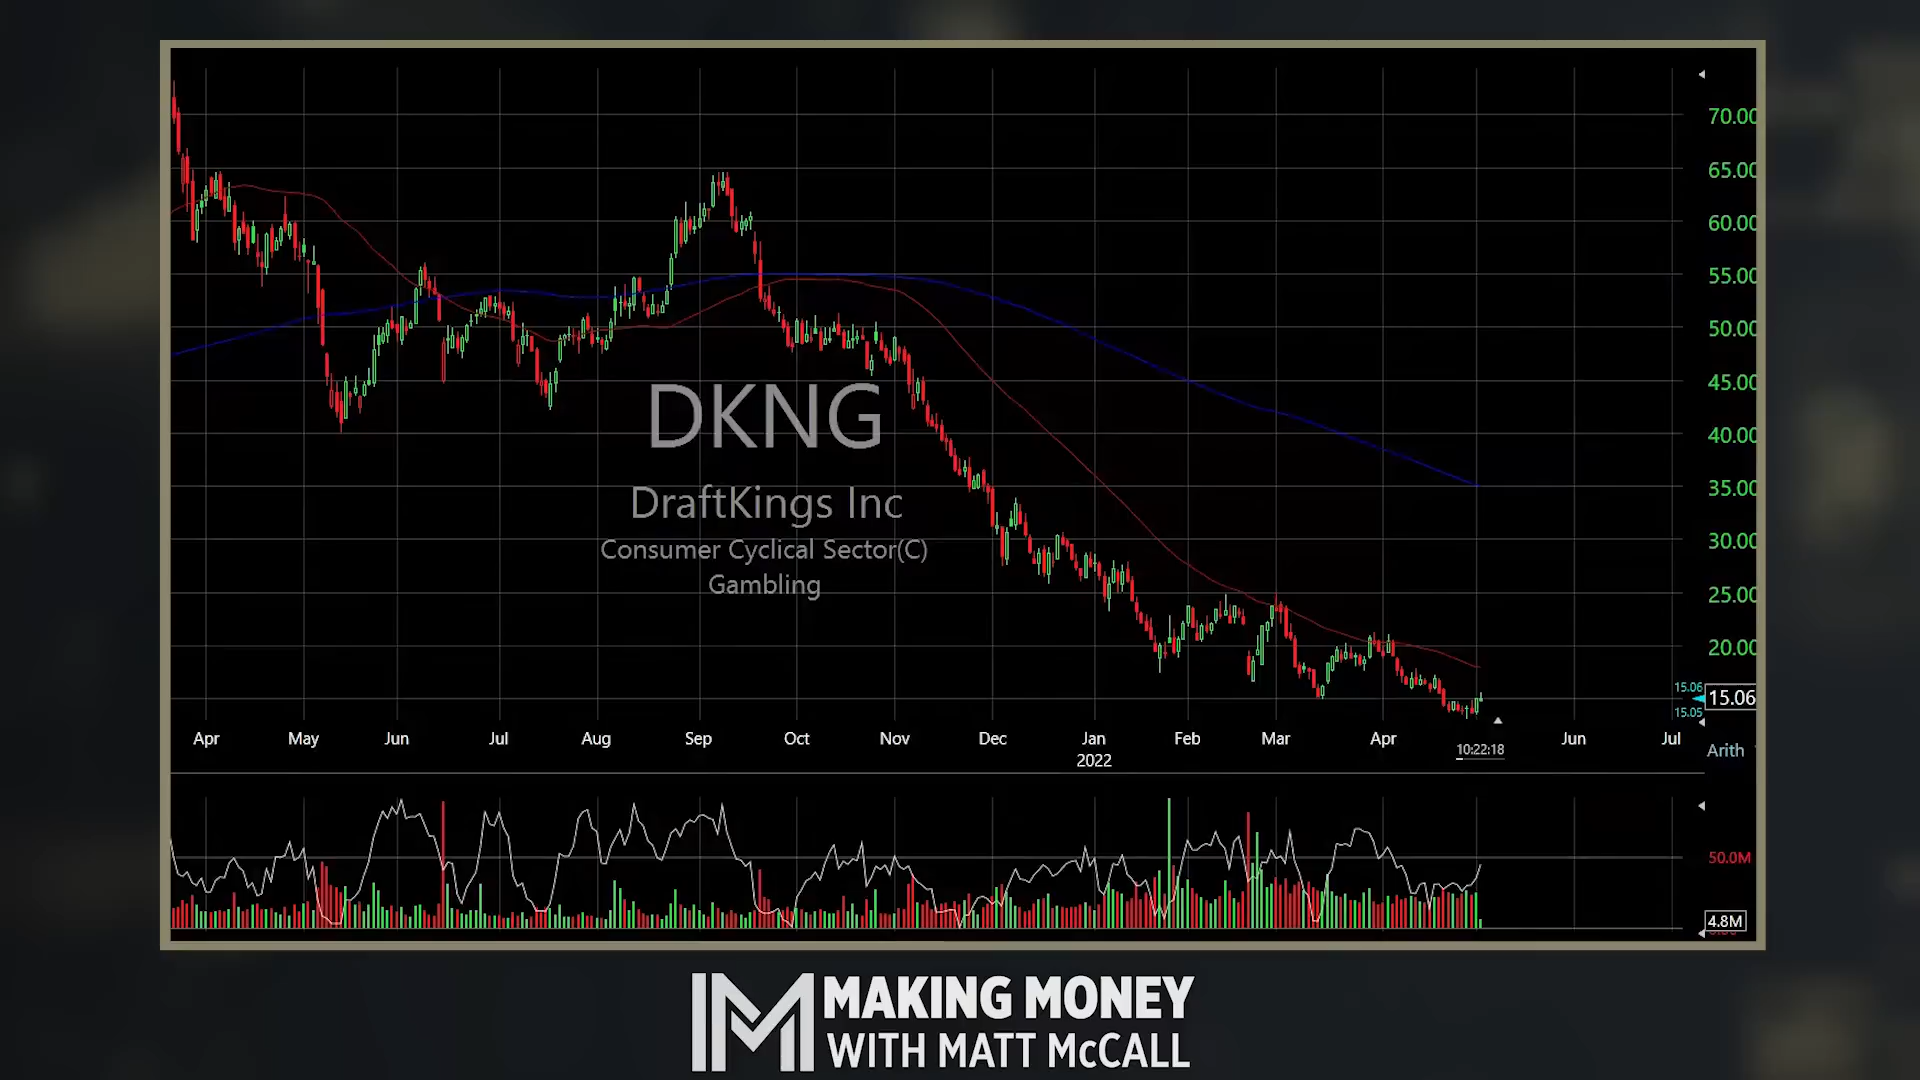 70.00
65.00
60.00
55.00
50.00
45.00
40.00
35.00
30.00
25.00
20.00
DKNG
DraftKings Inc
Consumer Cyclical Sector(C)
Gambling
15.06
15.06
15.05
Apr May Jun Jul Aug Sep Oct Nov Dec Jan Feb Mar Apr Jun Jul
2022
10:22:18
Arith
50.0M
4.8M
MAKING MONEY
WITH MATT McCALL